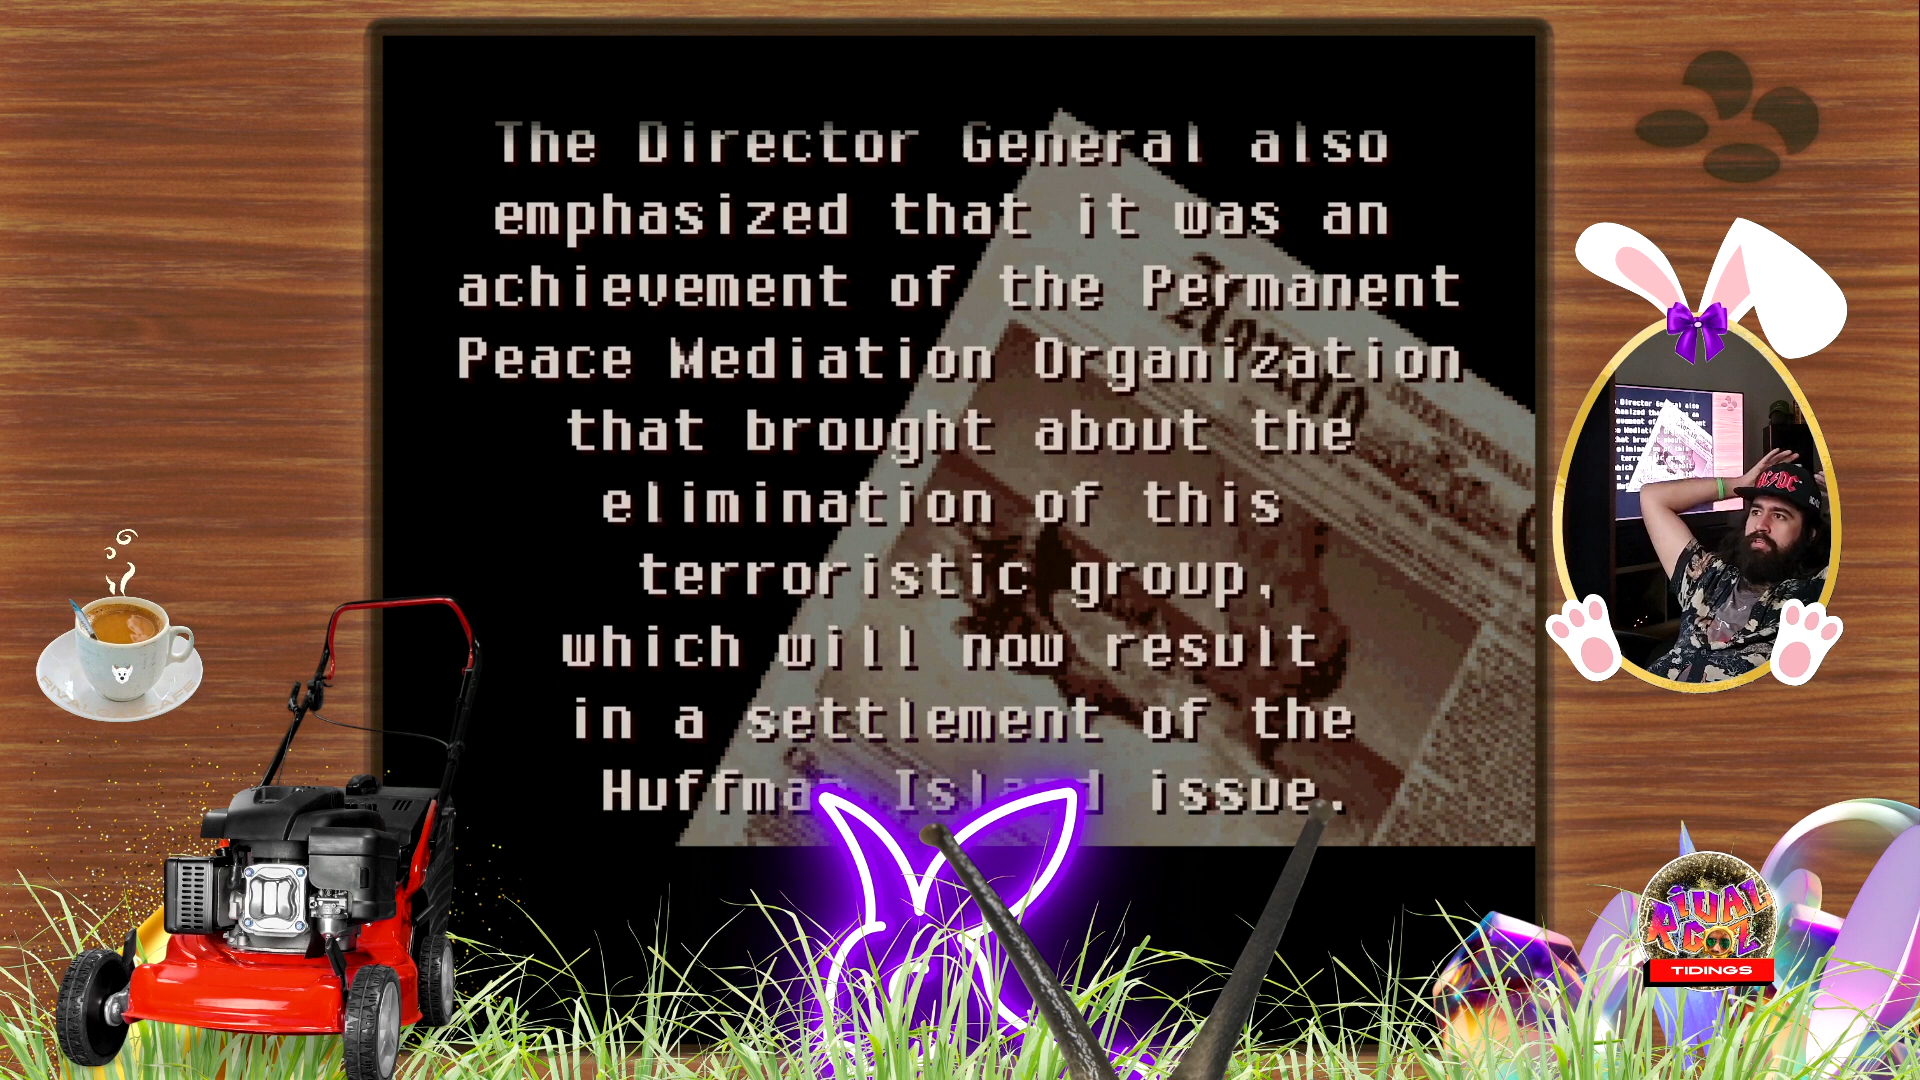 The Director General also
emphasized that it was an
achievement of the Permanent
Peace Mediation Organization
that brought about the
elimination of this
terroristic group,
which will now result
in a settlement of the
Huffman Island issue.
AC/DC
RIVAL
COZ
TIDINGS